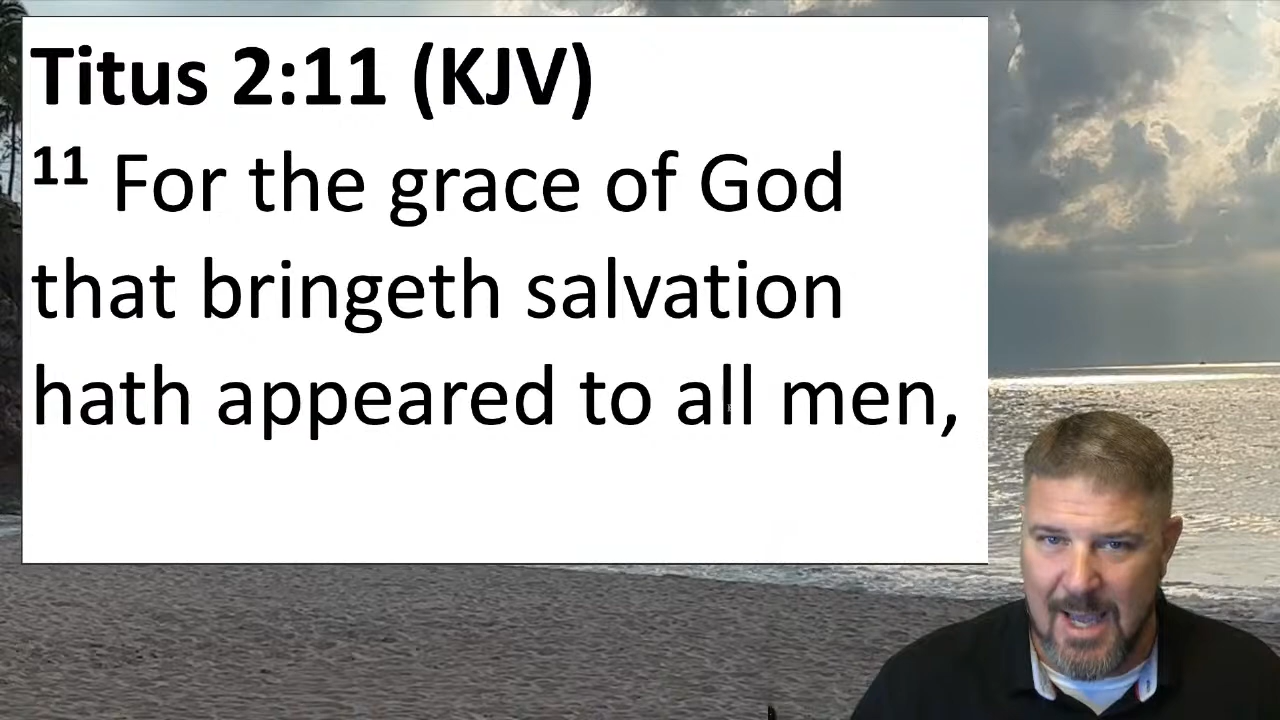 Titus 2:11 (KJV)
11 For the grace of God
that bringeth salvation
hath appeared to all men,